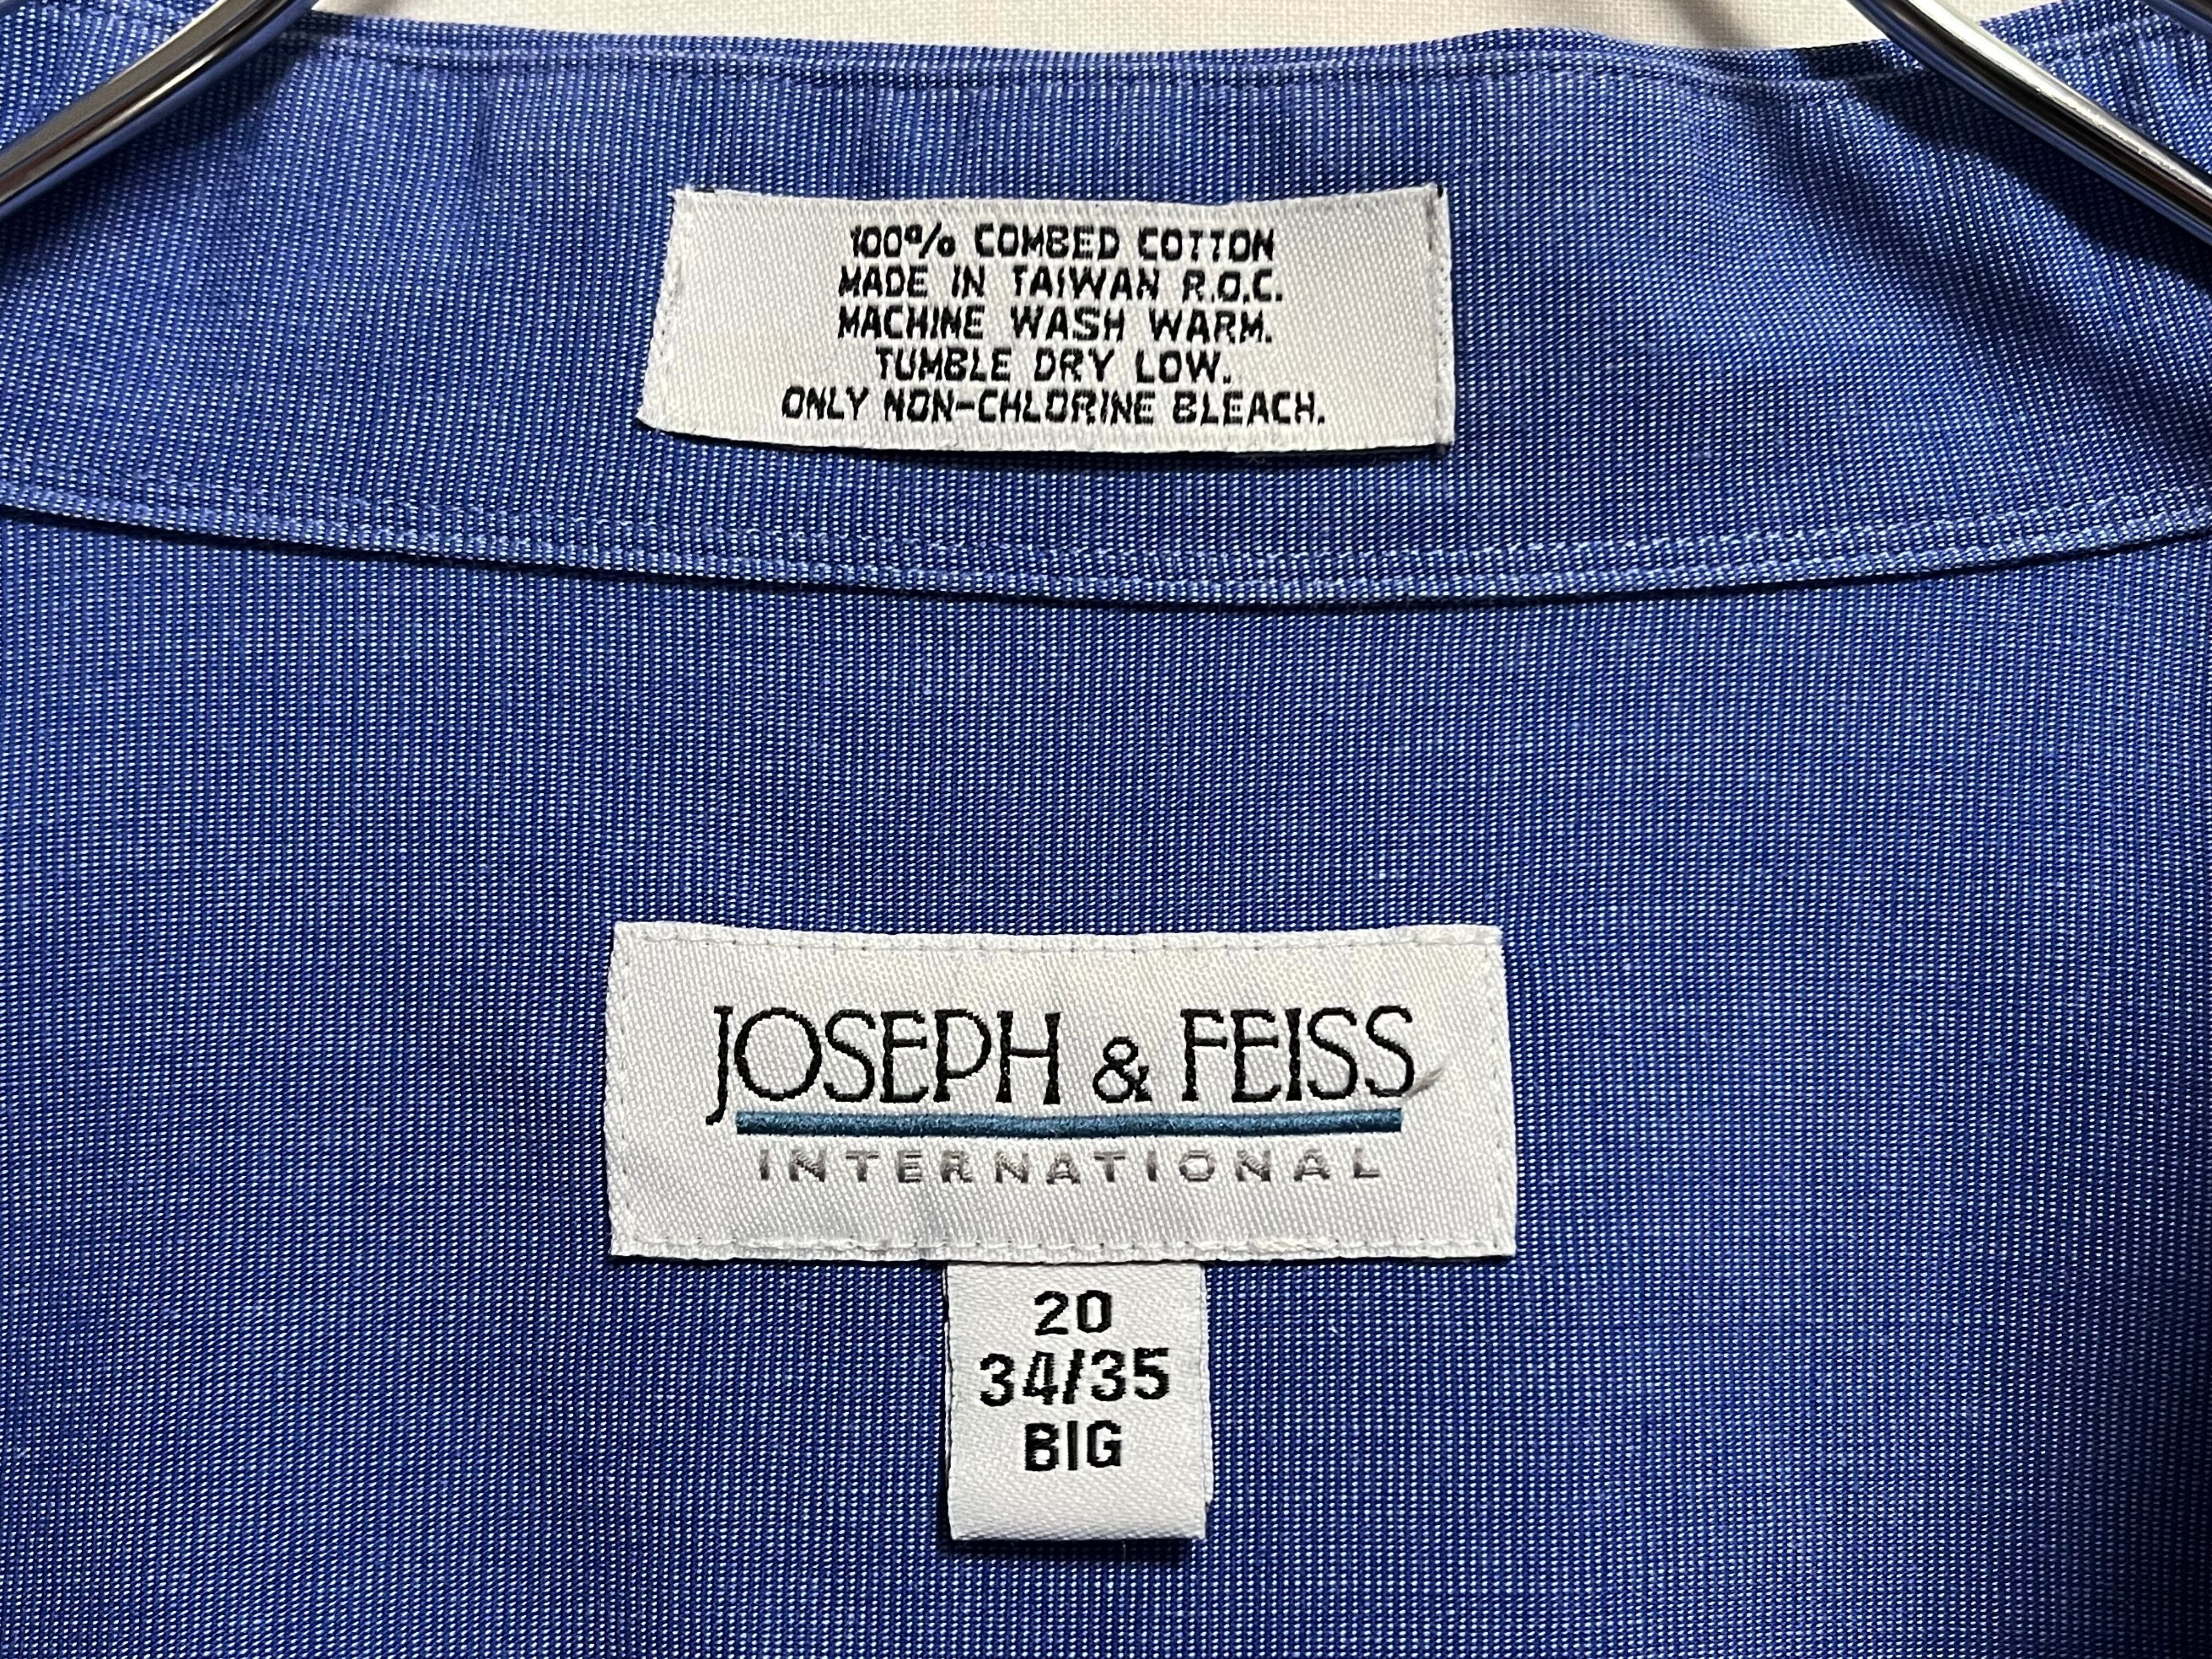 100% COMBED COTTON
MADE IN TAIWAN R.O.C.
MACHINE WASH WARM.
TUMBLE DRY LOW.
ONLY NON-CHLORINE BLEACH.
JOSEPH & FEISS
INTERNATIONAL
20
34/35
BIG